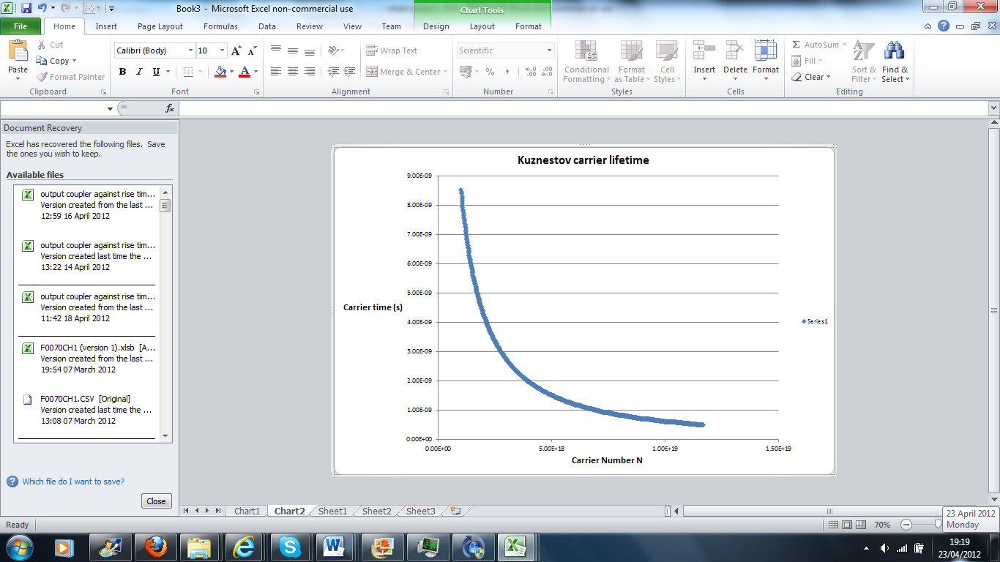 Book3 - Microsoft Excel non-commercial use
Chart Tools
File Home Insert Page Layout Formulas Data Review View Team Design Layout Format
Paste
Cut
Copy
Format Painter
Clipboard
Calibri (Body) 10
B I U
Font
Wrap Text
Merge & Center
Alignment
Scientific
Number
Conditional Formatting
Format as Table
Cell Styles
Styles
Insert Delete Format
Cells
AutoSum
Fill
Clear
Sort & Filter
Find & Select
Editing
fx
Document Recovery
Excel has recovered the following files. Save
the ones you wish to keep.
Available files
output coupler against rise tim...
Version created from the last ...
12:59 16 April 2012
output coupler against rise tim...
Version created last time the ...
13:22 14 April 2012
output coupler against rise tim...
Version created from the last ...
11:42 18 April 2012
F0070CH1 (version 1).xlsb [A...
Version created from the last ...
19:54 07 March 2012
F0070CH1.CSV [Original]
Version created last time the ...
13:08 07 March 2012
Which file do I want to save?
Close
Kuznestov carrier lifetime
9.00E-09
8.00E-09
7.00E-09
6.00E-09
5.00E-09
Carrier time (s)
4.00E-09
3.00E-09
2.00E-09
1.00E-09
0.00E+00
0.00E+00 5.00E+18 1.00E+19 1.50E+19
Carrier Number N
Series1
Chart1 Chart2 Sheet1 Sheet2 Sheet3
Ready
70%
23 April 2012
Monday
19:19
23/04/2012